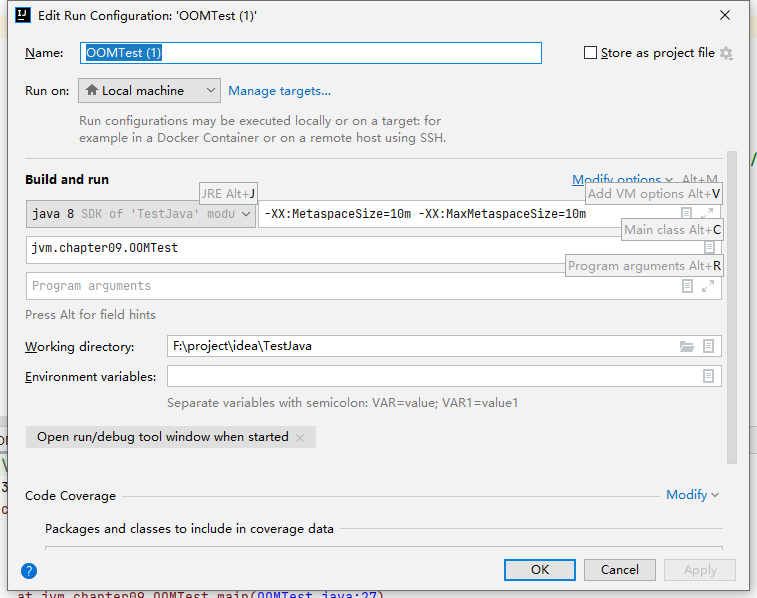 Edit Run Configuration: 'OOMTest (1)'
Name: OOMTest (1) Store as project file
Run on: Local machine Manage targets...
Run configurations may be executed locally or on a target: for
example in a Docker Container or on a remote host using SSH.
Build and run Modify options Alt+M
JRE Alt+J Add VM options Alt+V
java 8 SDK of 'TestJava' modu -XX:MetaspaceSize=10m -XX:MaxMetaspaceSize=10m
Main class Alt+C
jvm.chapter09.OOMTest
Program arguments Alt+R
Program arguments
Press Alt for field hints
Working directory: F:\project\idea\TestJava
Environment variables:
Separate variables with semicolon: VAR=value; VAR1=value1
Open run/debug tool window when started
Code Coverage Modify
Packages and classes to include in coverage data
? OK Cancel Apply
at jvm.chapter09.OOMTest.main(OOMTest.java:27)